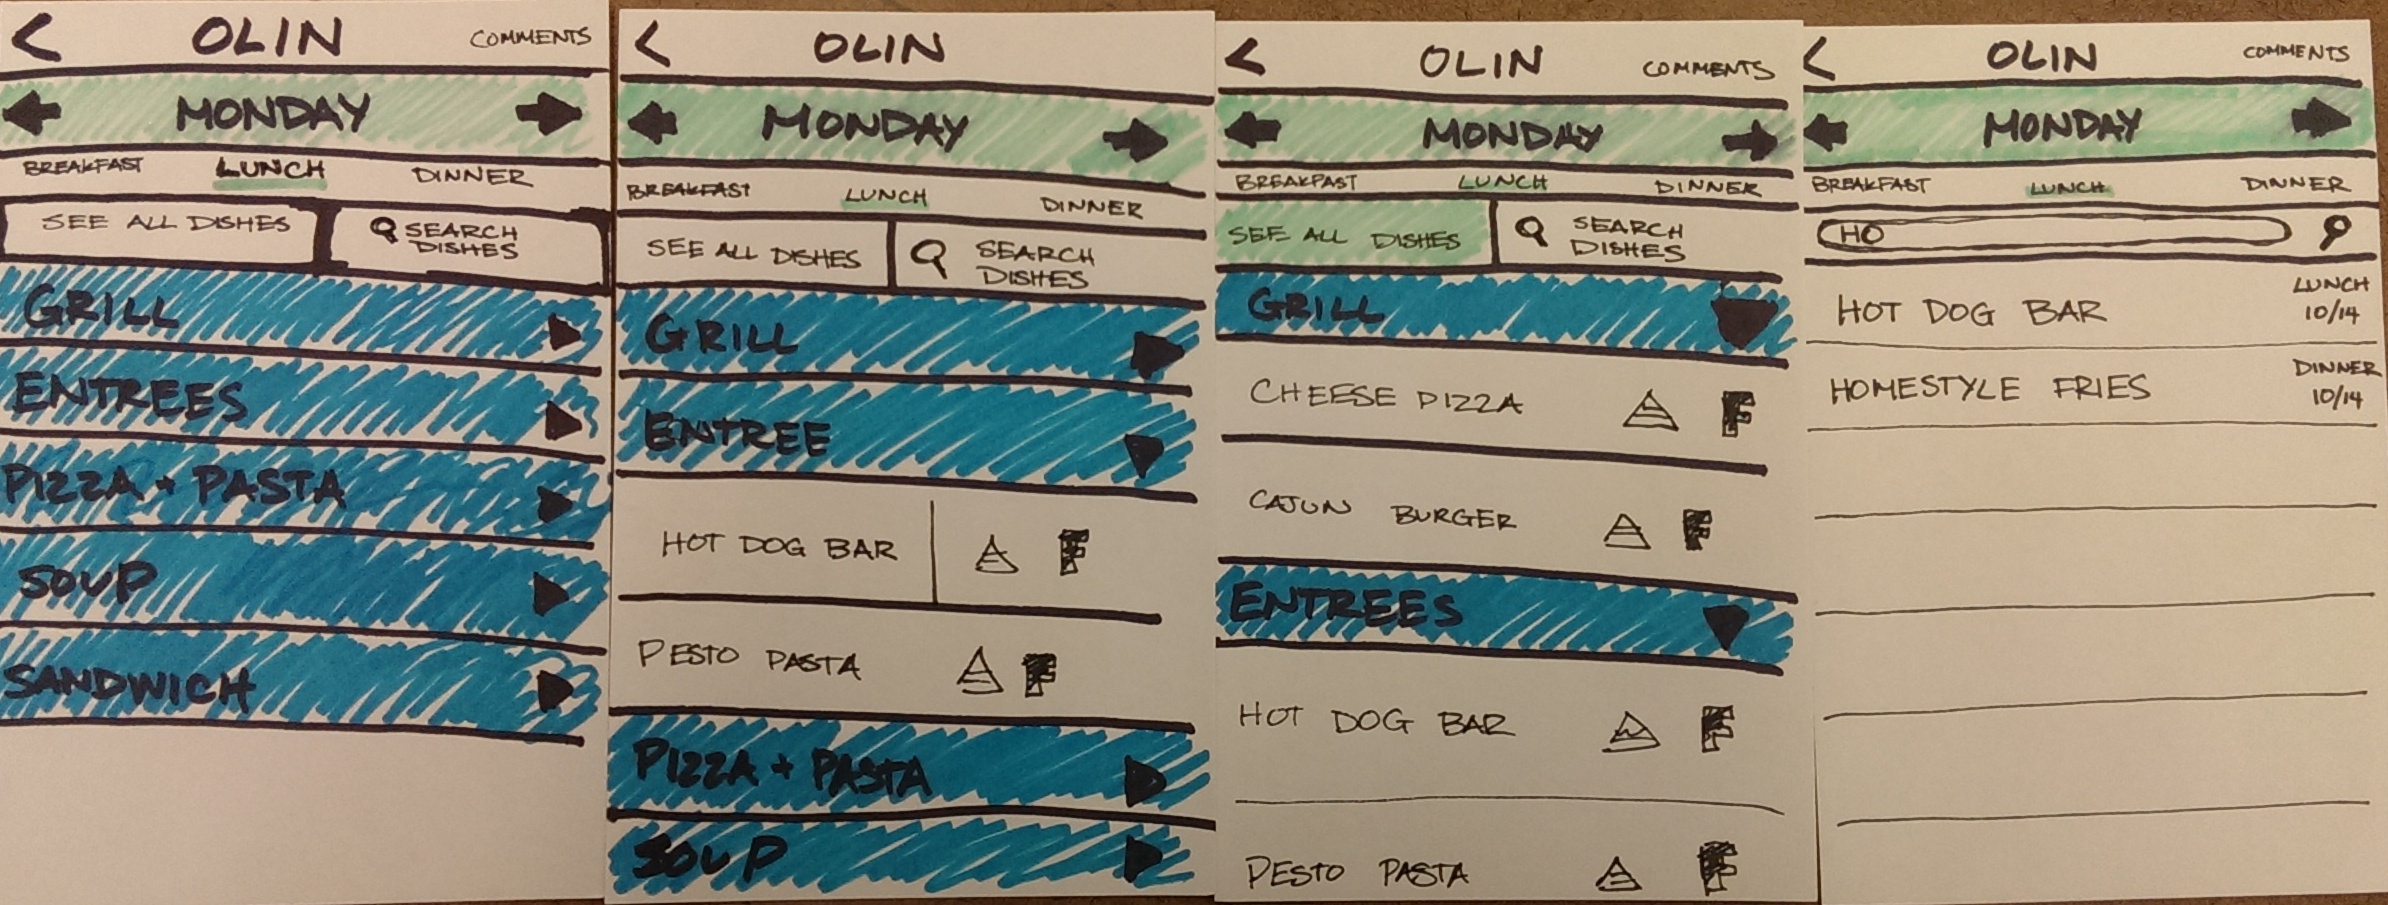 < OLIN COMMENTS
MONDAY
BREAKFAST LUNCH DINNER
SEE ALL DISHES SEARCH
DISHES
GRILL
ENTREES
PIZZA + PASTA
SOUP
SANDWICH
< OLIN
MONDAY
BREAKFAST LUNCH DINNER
SEE ALL DISHES SEARCH
DISHES
GRILL
ENTREE
HOT DOG BAR F
PESTO PASTA F
PIZZA + PASTA
SOUP
< OLIN COMMENTS
MONDAY
BREAKFAST LUNCH DINNER
SEE ALL DISHES SEARCH
DISHES
GRILL
CHEESE PIZZA F
CAJUN BURGER F
ENTREES
HOT DOG BAR F
PESTO PASTA F
< OLIN COMMENTS
MONDAY
BREAKFAST LUNCH DINNER
HO
HOT DOG BAR LUNCH
10/14
HOMESTYLE FRIES DINNER
10/14